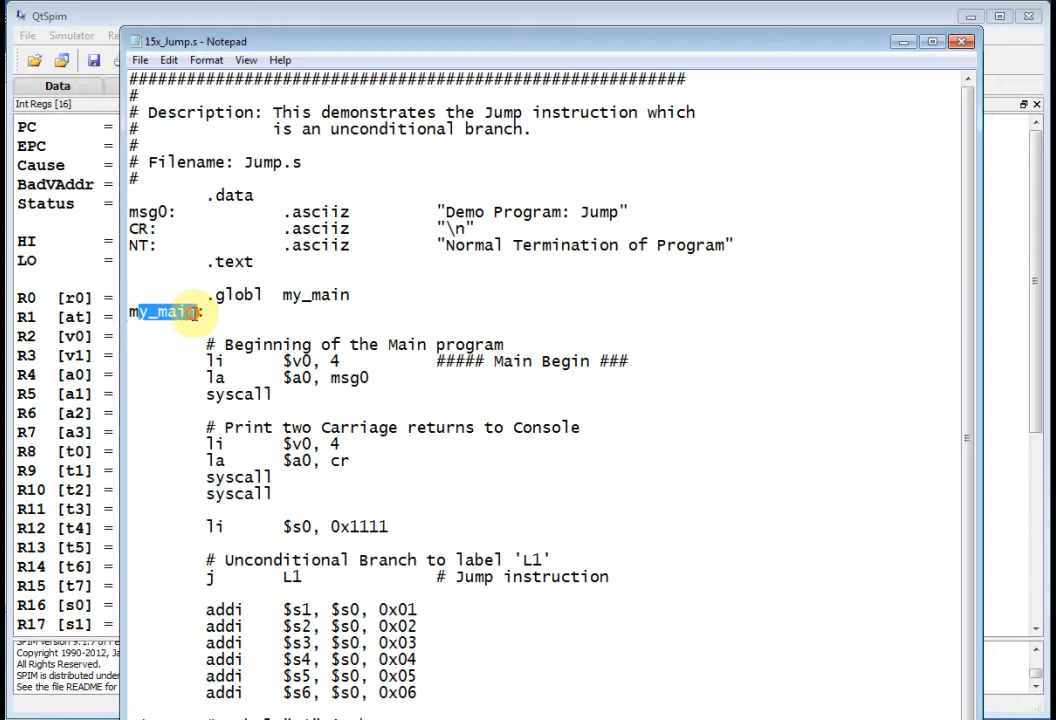 QtSpim
File Simulator Re
Data
Int Regs [16]
PC =
EPC =
Cause =
BadVAddr =
Status =
HI =
LO =
R0 [r0] =
R1 [at] =
R2 [v0] =
R3 [v1] =
R4 [a0] =
R5 [a1] =
R6 [a2] =
R7 [a3] =
R8 [t0] =
R9 [t1] =
R10 [t2] =
R11 [t3] =
R12 [t4] =
R13 [t5] =
R14 [t6] =
R15 [t7] =
R16 [s0] =
R17 [s1] =
Copyright 1990-2012, Ja
All Rights Reserved.
SPIM is distributed under
See the file README for
15x_Jump.s - Notepad
File Edit Format View Help
##########################################################
#
# Description: This demonstrates the Jump instruction which
# is an unconditional branch.
#
# Filename: Jump.s
#
.data
msg0: .asciiz "Demo Program: Jump"
CR: .asciiz "\n"
NT: .asciiz "Normal Termination of Program"
.text
.globl my_main
my_main:
# Beginning of the Main program
li $v0, 4 ##### Main Begin ###
la $a0, msg0
syscall
# Print two Carriage returns to Console
li $v0, 4
la $a0, cr
syscall
syscall
li $s0, 0x1111
# Unconditional Branch to label 'L1'
j L1 # Jump instruction
addi $s1, $s0, 0x01
addi $s2, $s0, 0x02
addi $s3, $s0, 0x03
addi $s4, $s0, 0x04
addi $s5, $s0, 0x05
addi $s6, $s0, 0x06